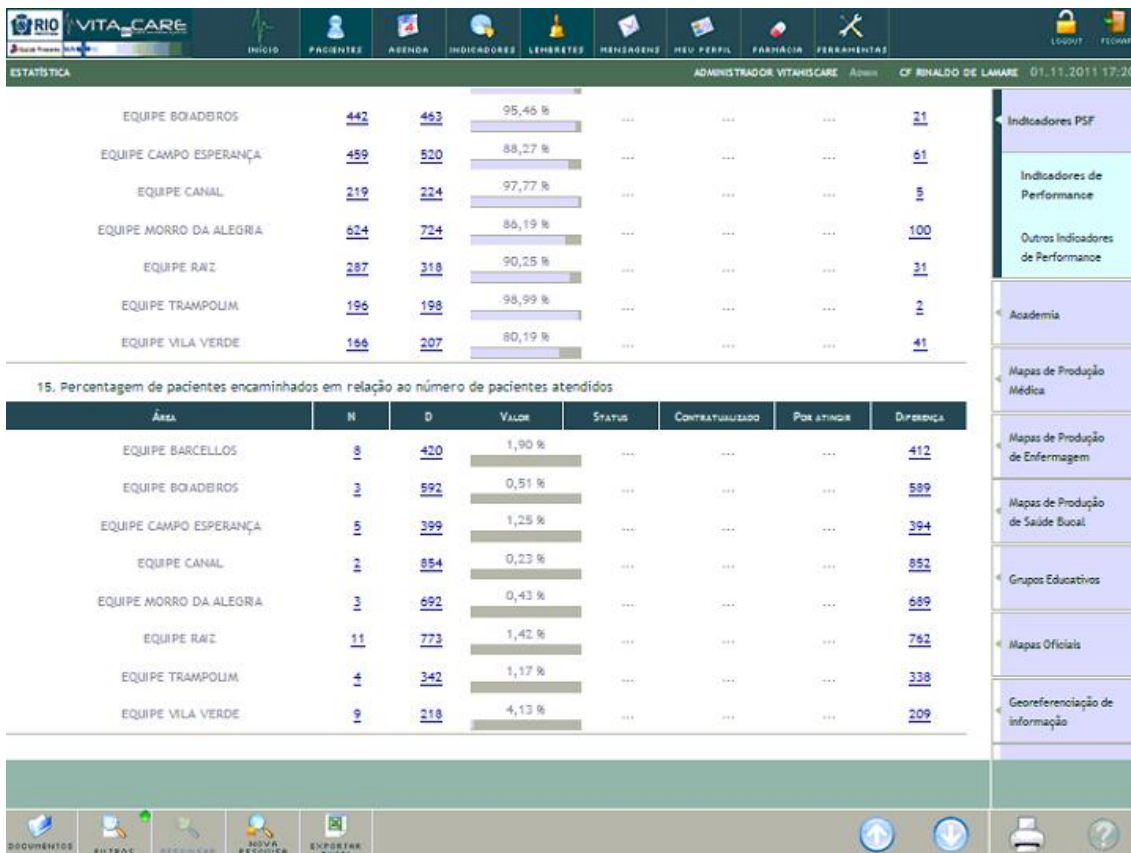 RIO VITA_CARE
INÍCIO PACIENTES AGENDA INDICADORES LEMBRETES MENSAGENS MEU PERFIL FARMÁCIA FERRAMENTAS LOGOUT FECHAR
ESTATÍSTICA ADMINISTRADOR VITAHISCARE Admin CF RINALDO DE LAMARE 01.11.2011 17:20
EQUIPE BOIADEIROS 442 463 95,46 % ... ... ... 21
EQUIPE CAMPO ESPERANÇA 459 520 88,27 % ... ... ... 61
EQUIPE CANAL 219 224 97,77 % ... ... ... 5
EQUIPE MORRO DA ALEGRIA 624 724 86,19 % ... ... ... 100
EQUIPE RAIZ 287 318 90,25 % ... ... ... 31
EQUIPE TRAMPOLIM 196 198 98,99 % ... ... ... 2
EQUIPE VILA VERDE 166 207 80,19 % ... ... ... 41
15. Percentagem de pacientes encaminhados em relação ao número de pacientes atendidos
ÁREA N D VALOR STATUS CONTRATUALIZADO POR ATINGIR DIFERENÇA
EQUIPE BARCELLOS 8 420 1,90 % ... ... ... 412
EQUIPE BOIADEIROS 3 592 0,51 % ... ... ... 589
EQUIPE CAMPO ESPERANÇA 5 399 1,25 % ... ... ... 394
EQUIPE CANAL 2 854 0,23 % ... ... ... 852
EQUIPE MORRO DA ALEGRIA 3 692 0,43 % ... ... ... 689
EQUIPE RAIZ 11 773 1,42 % ... ... ... 762
EQUIPE TRAMPOLIM 4 342 1,17 % ... ... ... 338
EQUIPE VILA VERDE 9 218 4,13 % ... ... ... 209
Indicadores PSF
Indicadores de
Performance
Outros Indicadores
de Performance
Academia
Mapas de Produção
Médica
Mapas de Produção
de Enfermagem
Mapas de Produção
de Saúde Bucal
Grupos Educativos
Mapas Oficiais
Georeferenciação de
informação
DOCUMENTOS FILTROS PESQUISAR
NOVA
PESQUISA
EXPORTAR